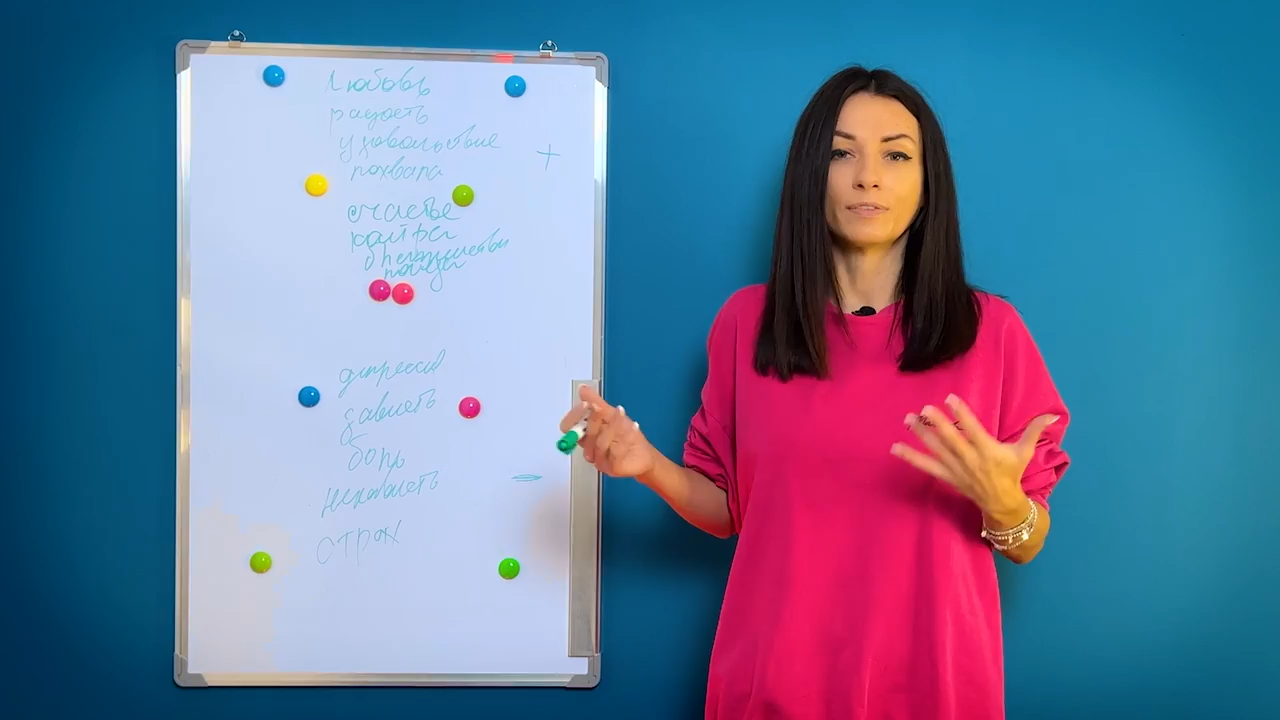 Любовь
радость
удовольствие
похвала
+
счастье
депрессия
зависть
боль
ненависть
-
страх